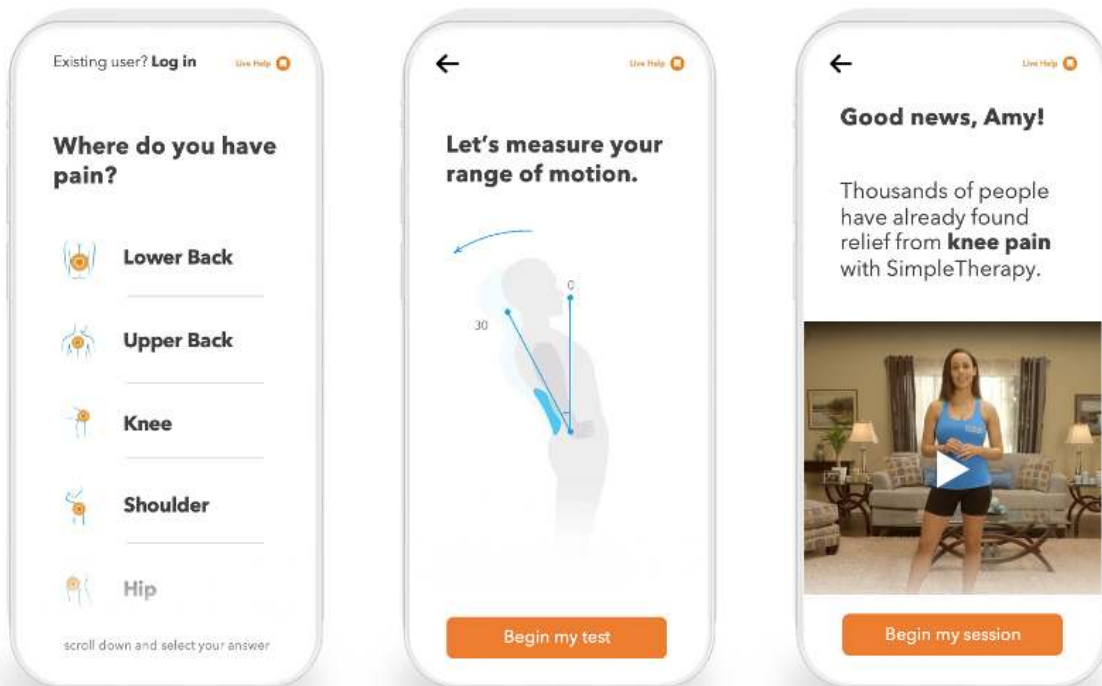 Existing user? Log in
Live Help
Where do you have
pain?
Lower Back
Upper Back
Knee
Shoulder
Hip
scroll down and select your answer
Live Help
Let's measure your
range of motion.
0
30
Begin my test
Live Help
Good news, Amy!
Thousands of people
have already found
relief from knee pain
with SimpleTherapy.
Begin my session